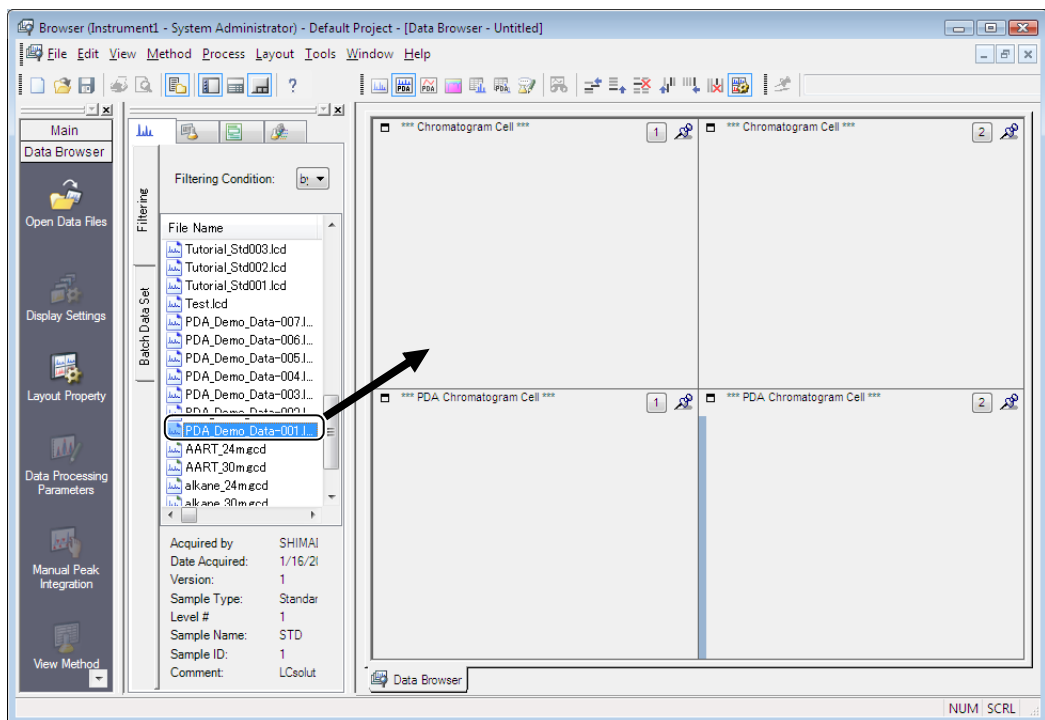 Browser (Instrument1 - System Administrator) - Default Project - [Data Browser - Untitled]
File Edit View Method Process Layout Tools Window Help
Main
Data Browser
Open Data Files
Display Settings
Layout Property
Data Processing
Parameters
Manual Peak
Integration
View Method
Filtering
Batch Data Set
Filtering Condition:
File Name
Tutorial_Std003.lcd
Tutorial_Std002.lcd
Tutorial_Std001.lcd
Test.lcd
PDA_Demo_Data-007.l...
PDA_Demo_Data-006.l...
PDA_Demo_Data-005.l...
PDA_Demo_Data-004.l...
PDA_Demo_Data-003.l...
PDA_Demo_Data-002.l...
PDA_Demo_Data-001.l...
AART_24m.gcd
AART_30m.gcd
alkane_24m.gcd
alkane_30m.gcd
Acquired by SHIMA
Date Acquired: 1/16/2
Version: 1
Sample Type: Standar
Level # 1
Sample Name: STD
Sample ID: 1
Comment: LCsolut
*** Chromatogram Cell *** 1
*** Chromatogram Cell *** 2
*** PDA Chromatogram Cell *** 1
*** PDA Chromatogram Cell *** 2
Data Browser
NUM SCRL